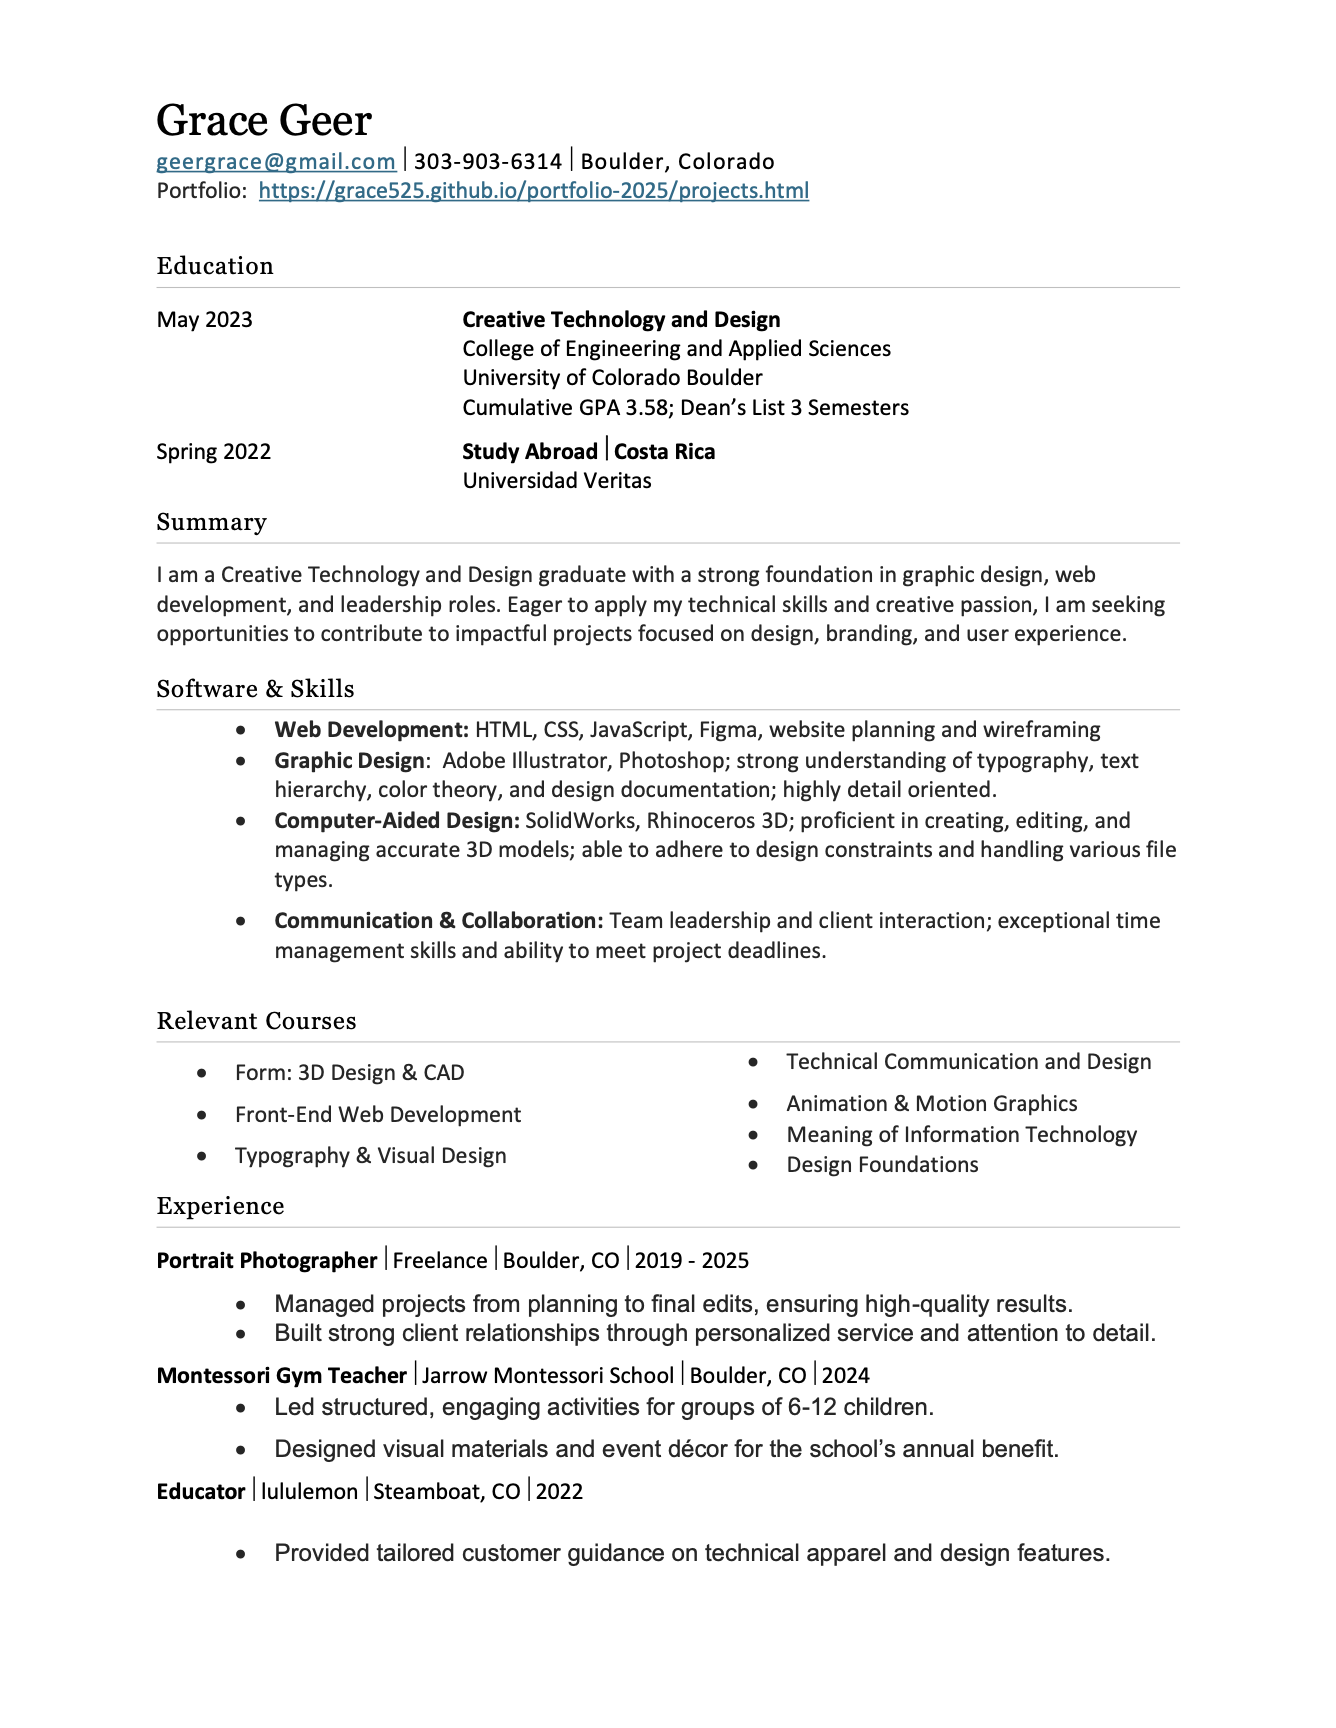 Grace Geer
geergrace@gmail.com | 303-903-6314 | Boulder, Colorado
Portfolio: https://grace525.github.io/portfolio-2025/projects.html
Education
May 2023 Creative Technology and Design
College of Engineering and Applied Sciences
University of Colorado Boulder
Cumulative GPA 3.58; Dean’s List 3 Semesters
Spring 2022 Study Abroad | Costa Rica
Universidad Veritas
Summary
I am a Creative Technology and Design graduate with a strong foundation in graphic design, web
development, and leadership roles. Eager to apply my technical skills and creative passion, I am seeking
opportunities to contribute to impactful projects focused on design, branding, and user experience.
Software & Skills
• Web Development: HTML, CSS, JavaScript, Figma, website planning and wireframing
• Graphic Design: Adobe Illustrator, Photoshop; strong understanding of typography, text
hierarchy, color theory, and design documentation; highly detail oriented.
• Computer-Aided Design: SolidWorks, Rhinoceros 3D; proficient in creating, editing, and
managing accurate 3D models; able to adhere to design constraints and handling various file
types.
• Communication & Collaboration: Team leadership and client interaction; exceptional time
management skills and ability to meet project deadlines.
Relevant Courses
• Form: 3D Design & CAD
• Front-End Web Development
• Typography & Visual Design
• Technical Communication and Design
• Animation & Motion Graphics
• Meaning of Information Technology
• Design Foundations
Experience
Portrait Photographer | Freelance | Boulder, CO | 2019 - 2025
• Managed projects from planning to final edits, ensuring high-quality results.
• Built strong client relationships through personalized service and attention to detail.
Montessori Gym Teacher | Jarrow Montessori School | Boulder, CO | 2024
• Led structured, engaging activities for groups of 6-12 children.
• Designed visual materials and event décor for the school’s annual benefit.
Educator | lululemon | Steamboat, CO | 2022
• Provided tailored customer guidance on technical apparel and design features.